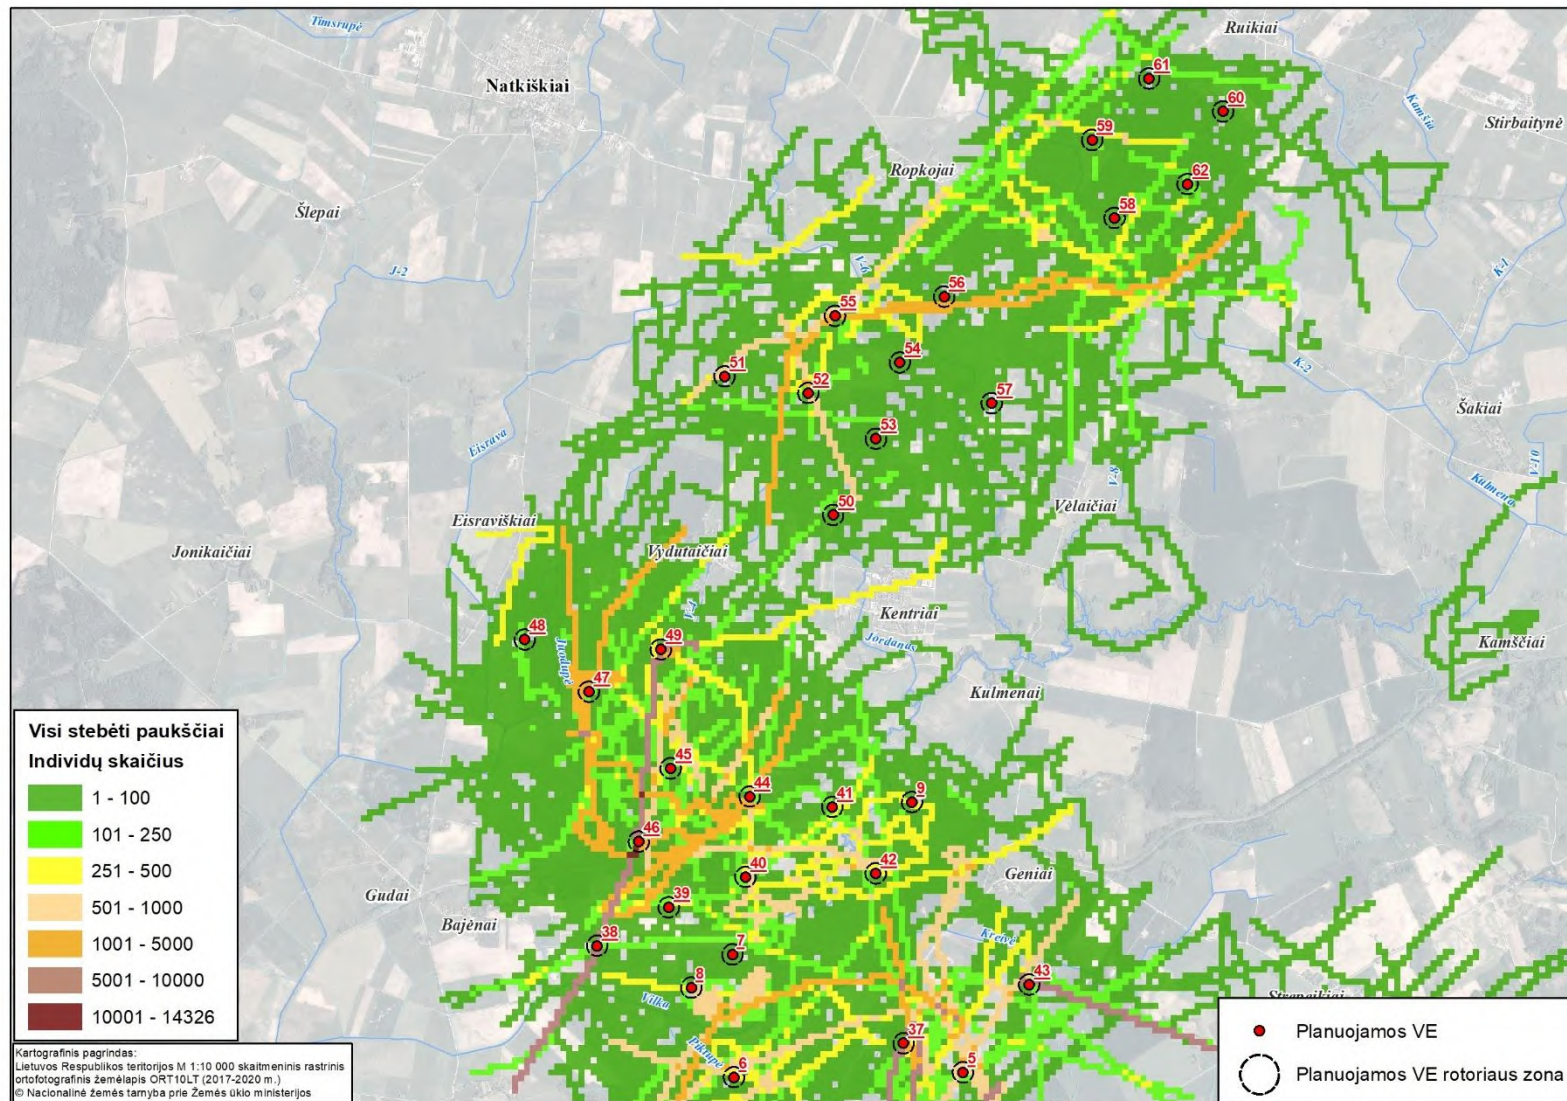 Timsrupė
Ruikiai
Natkiškiai
61
60
Kamšia
Stirbaitynė
59
Ropkojai
62
Šlepai
58
V-6
J-2
K-1
56
55
54
51
K-2
52
57
Šakiai
Eisrava
53
V-8
V-10
Kulmena
50
Vėlaičiai
Eisraviškiai
Jonikaičiai
Vydutaičiai
Kentriai
48
Juodupė
49
Jordanas
Kamščiai
47
Kulmenai
45
44
41
9
46
40
42
Geniai
Gudai
39
Bajėnai
38
Kreivė
7
8
43
Vilka
37
Piktupė
6
5
Visi stebėti paukščiai
Individų skaičius
1 - 100
101 - 250
251 - 500
501 - 1000
1001 - 5000
5001 - 10000
10001 - 14326
Planuojamos VE
Planuojamos VE rotoriaus zona
Kartografinis pagrindas:
Lietuvos Respublikos teritorijos M 1:10 000 skaitmeninis rastrinis
ortofotografinis žemėlapis ORT10LT (2017-2020 m.)
© Nacionalinė žemės tarnyba prie Žemės ūkio ministerijos